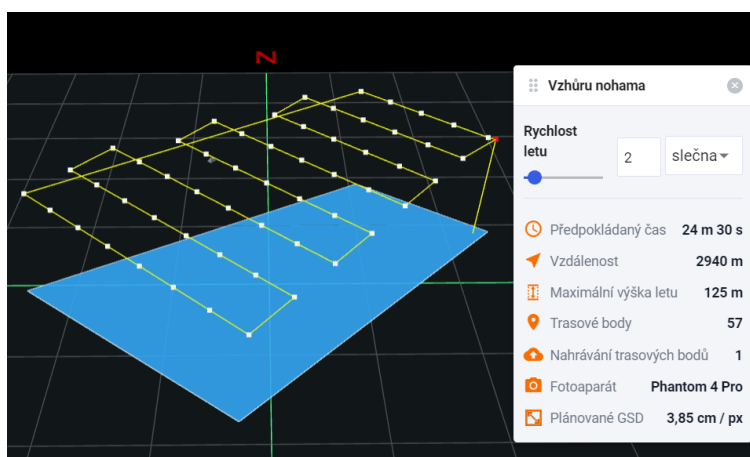 Z
Vzhůru nohama
Rychlost
letu
2
slečna
Předpokládaný čas 24 m 30 s
Vzdálenost 2940 m
Maximální výška letu 125 m
Trasové body 57
Nahrávání trasových bodů 1
Fotoaparát Phantom 4 Pro
Plánované GSD 3,85 cm / px